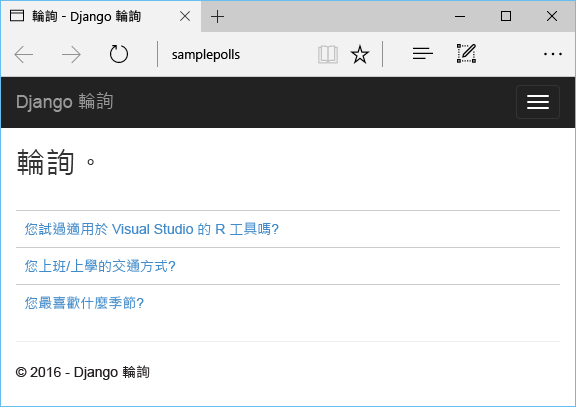 輪詢 - Django 輪詢
samplepolls
Django 輪詢
輪詢。
您試過適用於 Visual Studio 的 R 工具嗎?
您上班/上學的交通方式?
您最喜歡什麼季節?
© 2016 - Django 輪詢